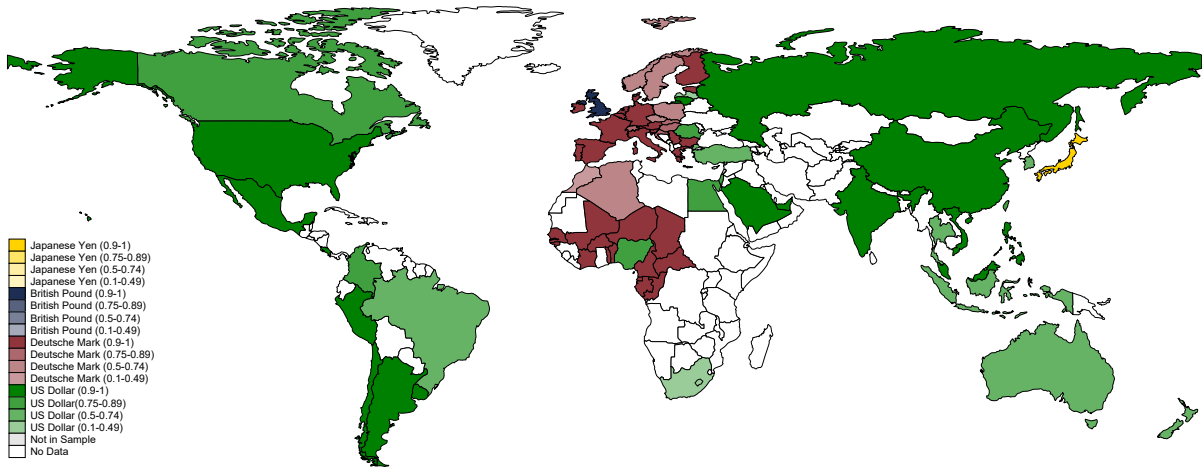 Japanese Yen (0.9-1)
Japanese Yen (0.75-0.89)
Japanese Yen (0.5-0.74)
Japanese Yen (0.1-0.49)
British Pound (0.9-1)
British Pound (0.75-0.89)
British Pound (0.5-0.74)
British Pound (0.1-0.49)
Deutsche Mark (0.9-1)
Deutsche Mark (0.75-0.89)
Deutsche Mark (0.5-0.74)
Deutsche Mark (0.1-0.49)
US Dollar (0.9-1)
US Dollar(0.75-0.89)
US Dollar (0.5-0.74)
US Dollar (0.1-0.49)
Not in Sample
No Data